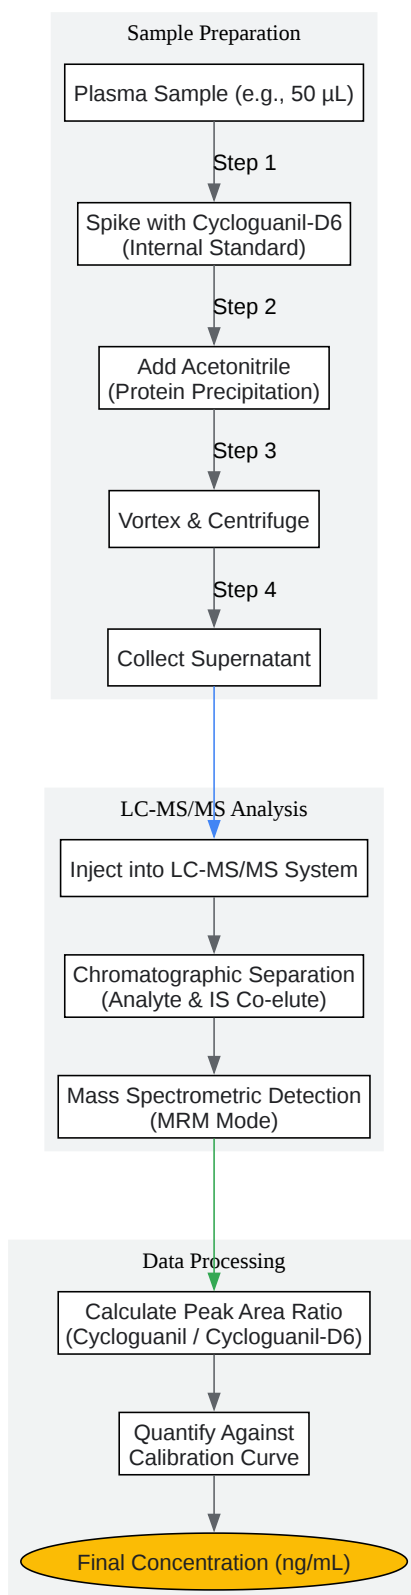 Sample Preparation
Plasma Sample (e.g., 50 µL)
Step 1
Spike with Cycloguanil-D6
(Internal Standard)
Step 2
Add Acetonitrile
(Protein Precipitation)
Step 3
Vortex & Centrifuge
Step 4
Collect Supernatant
LC-MS/MS Analysis
Inject into LC-MS/MS System
Chromatographic Separation
(Analyte & IS Co-elute)
Mass Spectrometric Detection
(MRM Mode)
Data Processing
Calculate Peak Area Ratio
(Cycloguanil / Cycloguanil-D6)
Quantify Against
Calibration Curve
Final Concentration (ng/mL)